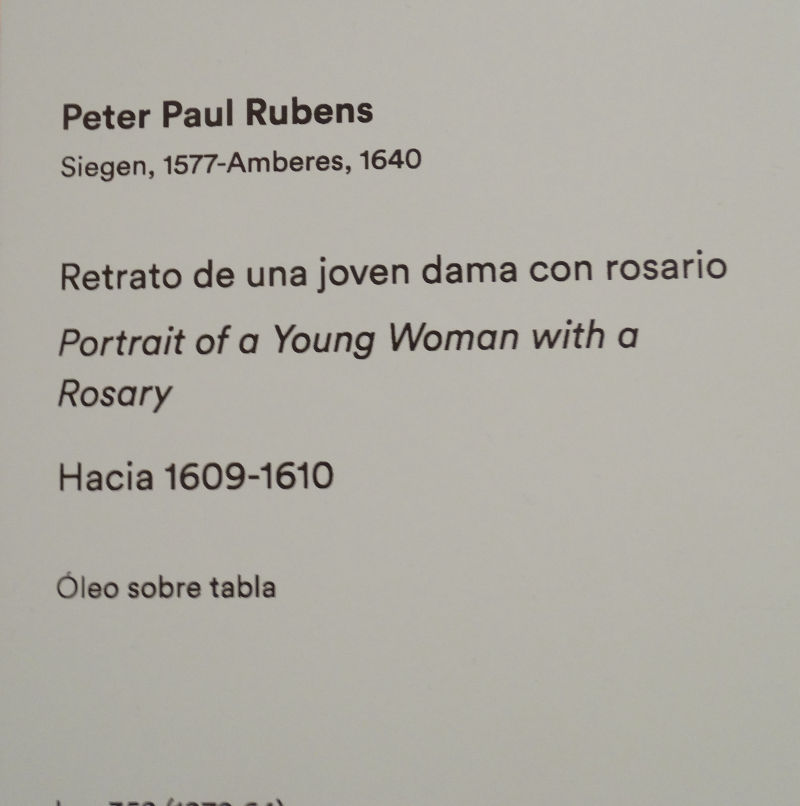 Peter Paul Rubens
Siegen, 1577-Amberes, 1640
Retrato de una joven dama con rosario
Portrait of a Young Woman with a
Rosary
Hacia 1609-1610
Óleo sobre tabla